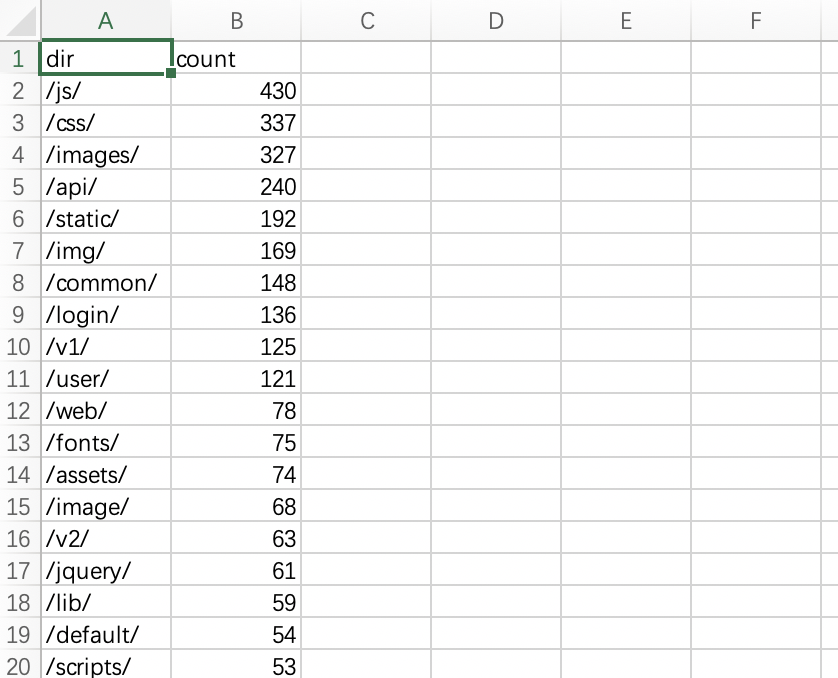 A B C D E F
1 dir count
2 /js/ 430
3 /css/ 337
4 /images/ 327
5 /api/ 240
6 /static/ 192
7 /img/ 169
8 /common/ 148
9 /login/ 136
10 /v1/ 125
11 /user/ 121
12 /web/ 78
13 /fonts/ 75
14 /assets/ 74
15 /image/ 68
16 /v2/ 63
17 /jquery/ 61
18 /lib/ 59
19 /default/ 54
20 /scripts/ 53